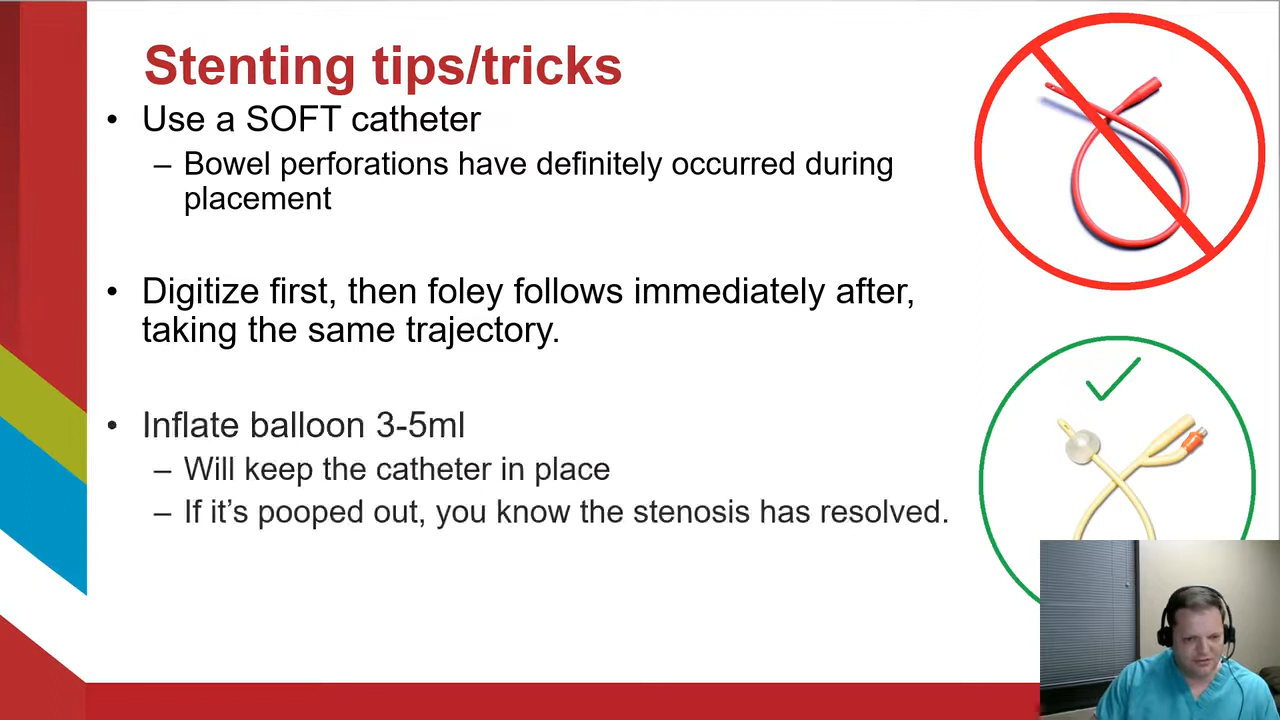 Stenting tips/tricks
• Use a SOFT catheter
– Bowel perforations have definitely occurred during
placement
• Digitize first, then foley follows immediately after,
taking the same trajectory.
• Inflate balloon 3-5ml
– Will keep the catheter in place
– If it’s pooped out, you know the stenosis has resolved.